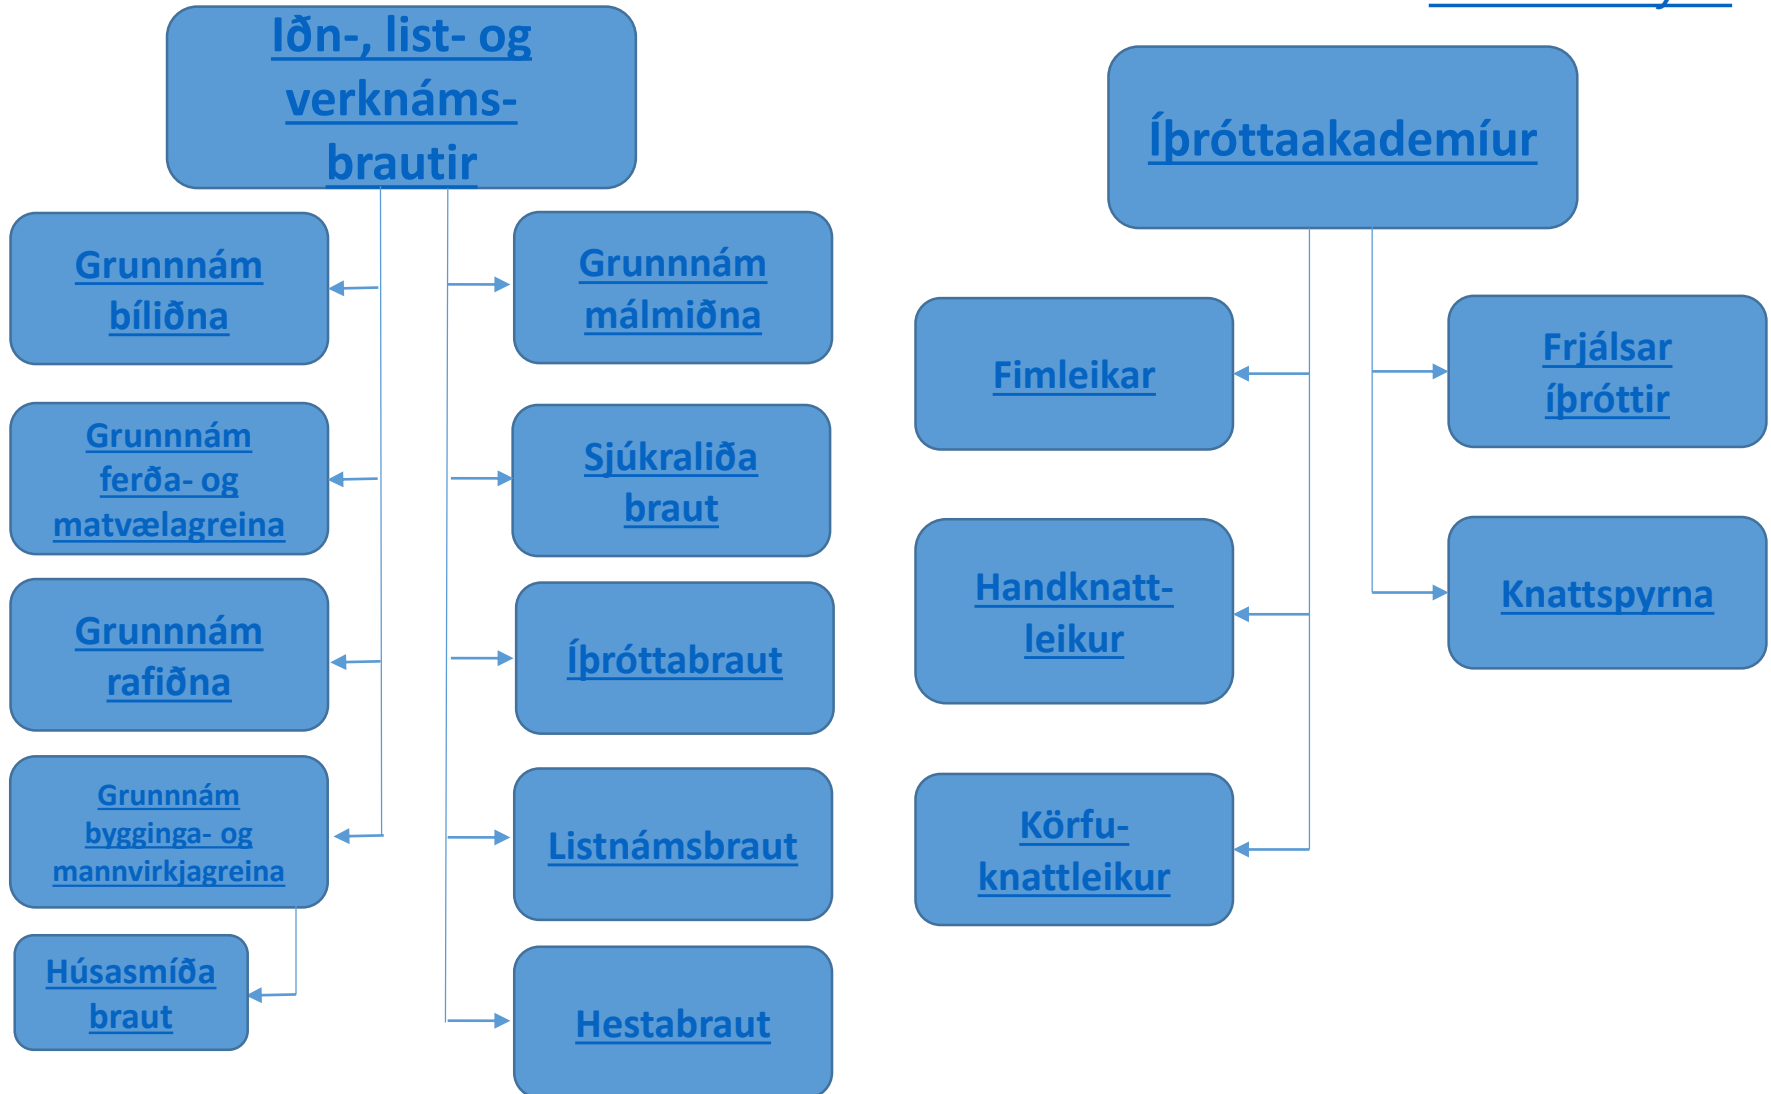 Iðn-, list- og
verknáms-
brautir
Grunnnám
bíliðna
Grunnnám
málmiðna
Grunnnám
ferða- og
matvælagreina
Sjúkraliða
braut
Grunnnám
rafiðna
Íþróttabraut
Grunnnám
bygginga- og
mannvirkjagreina
Listnámsbraut
Húsasmíða
braut
Hestabraut
Íþróttaakademíur
Fimleikar
Frjálsar
íþróttir
Handknatt-
leikur
Knattspyrna
Körfu-
knattleikur